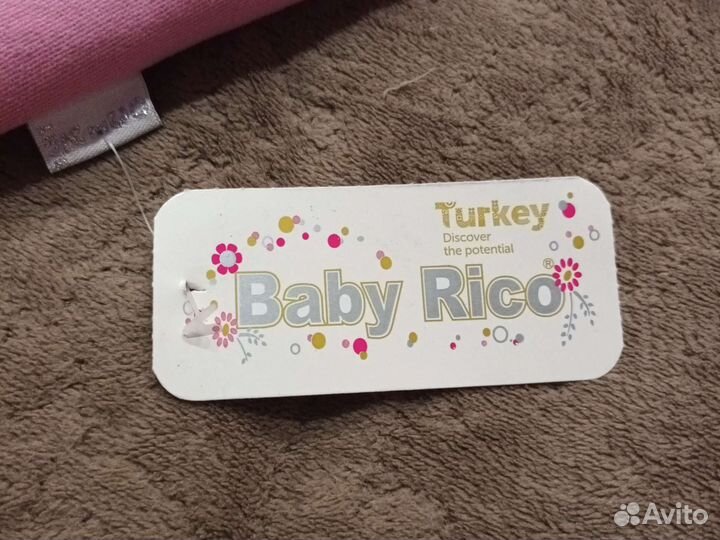 Turkey
Discover
the potential
Baby Rico®
Avito